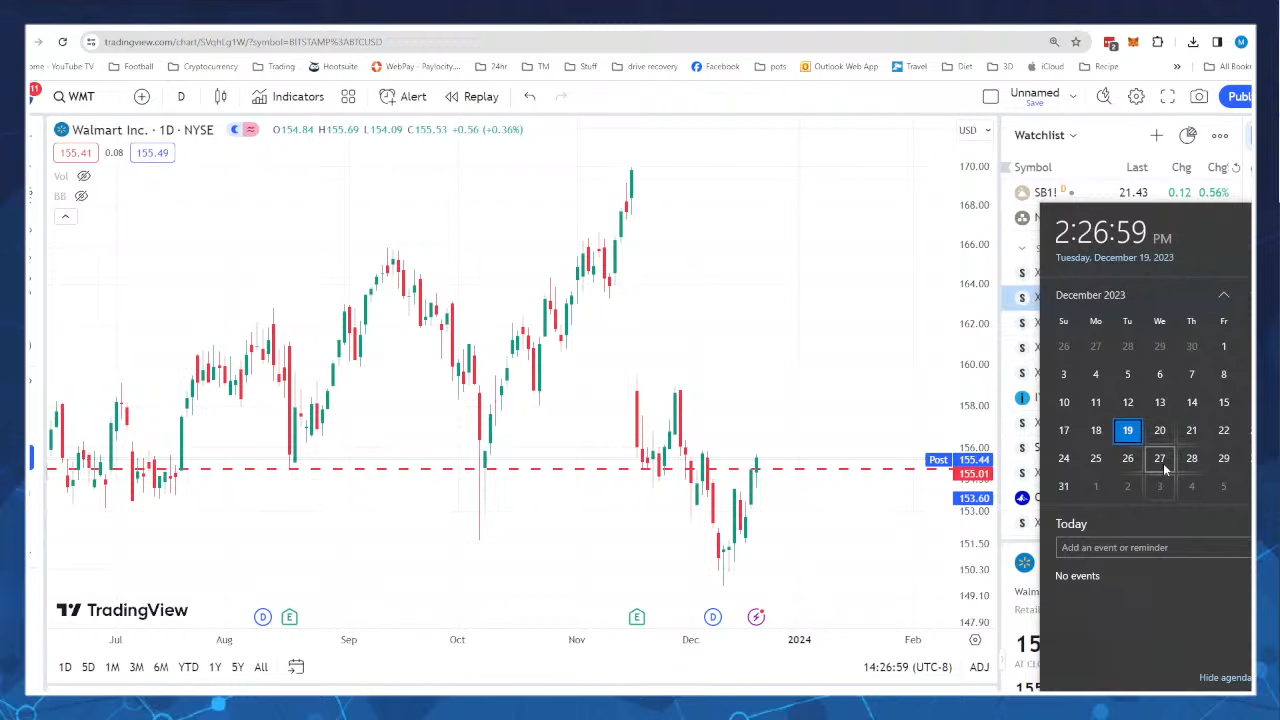 tradingview.com/chart/SVqhLg1W/?symbol=BITSTAMP%3ABTCUSD
2
M
ome - YouTube TV Football Cryptocurrency Trading Hootsuite WebPay - Paylocity... 24hr TM Stuff drive recovery Facebook pots Outlook Web App Travel Diet 3D iCloud Recipe » All Book
11
WMT D Indicators Alert Replay Unnamed Publ
Save
Walmart Inc. · 1D · NYSE O154.84 H155.69 L154.09 C155.53 +0.56 (+0.36%) USD
Watchlist
155.41 0.08 155.49
Symbol Last Chg Chg
Vol
BB
SB1! D 21.43 0.12 0.56%
170.00
168.00
166.00
164.00
162.00
160.00
158.00
156.00
Post 155.44
155.01
153.60
153.00
151.50
150.30
149.10
147.90
2:26:59 PM
Tuesday, December 19, 2023
December 2023
Su Mo Tu We Th Fr
26 27 28 29 30 1
3 4 5 6 7 8
10 11 12 13 14 15
17 18 19 20 21 22
24 25 26 27 28 29
31 1 2 3 4 5
Today
Add an event or reminder
No events
Hide agenda
TradingView
D E E D
Jul Aug Sep Oct Nov Dec 2024 Feb
1D 5D 1M 3M 6M YTD 1Y 5Y All 14:26:59 (UTC-8) ADJ
Walm
Retail
15
AT CL
155